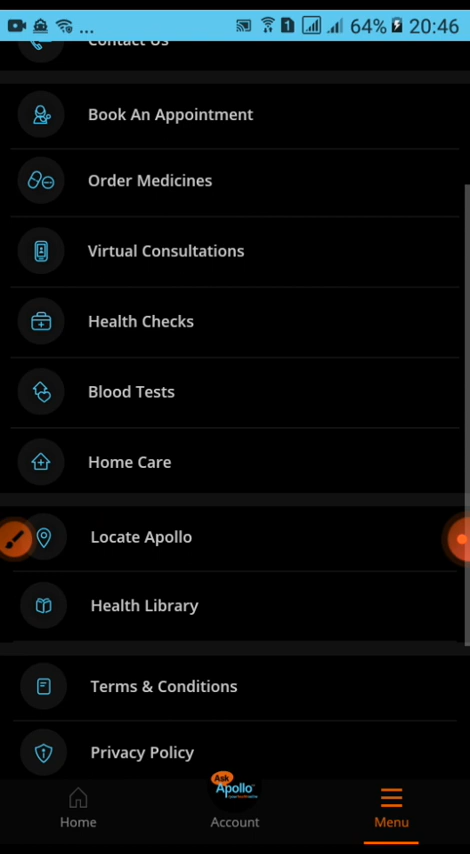 ... 1 64% 20:46
Contact Us
Book An Appointment
Order Medicines
Virtual Consultations
Health Checks
Blood Tests
Home Care
Locate Apollo
Health Library
Terms & Conditions
Privacy Policy
Ask
Apollo
Home Account Menu